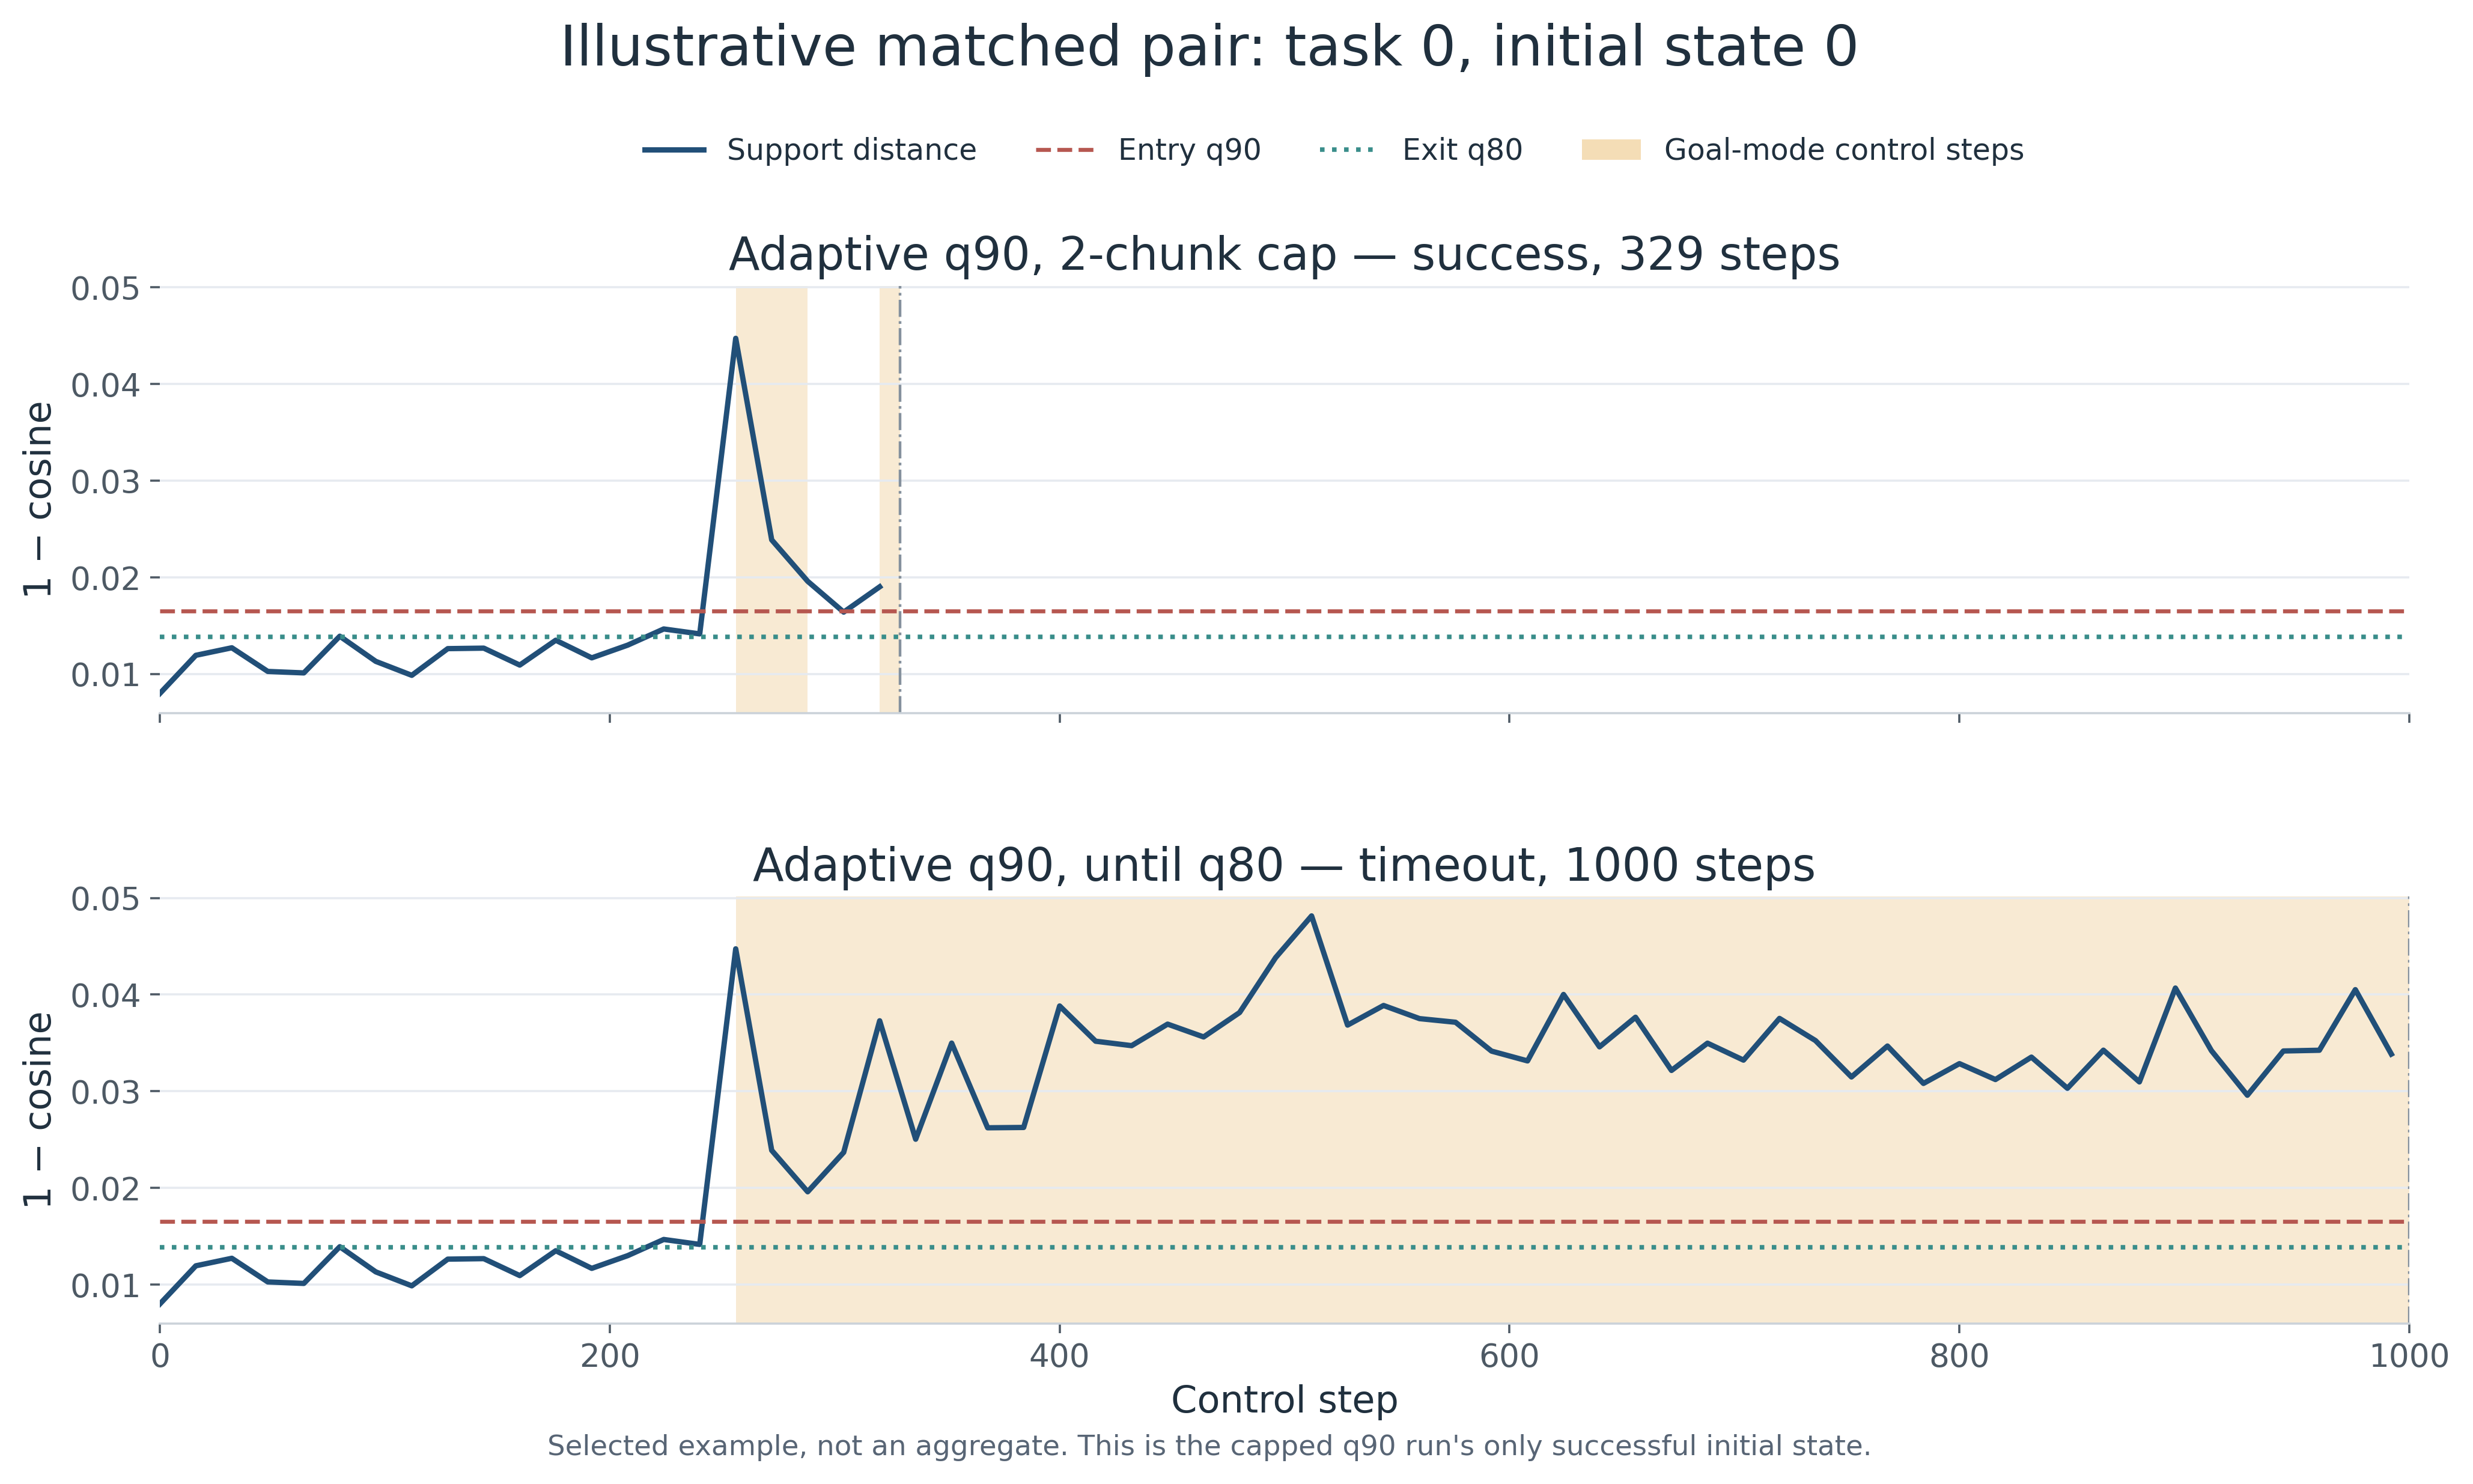 Illustrative matched pair: task 0, initial state 0
Support distance
Entry q90
Exit q80
Goal-mode control steps
Adaptive q90, 2-chunk cap — success, 329 steps
1 − cosine
0.05
0.04
0.03
0.02
0.01
Adaptive q90, until q80 — timeout, 1000 steps
1 − cosine
0.05
0.04
0.03
0.02
0.01
0
200
400
600
800
1000
Control step
Selected example, not an aggregate. This is the capped q90 run's only successful initial state.